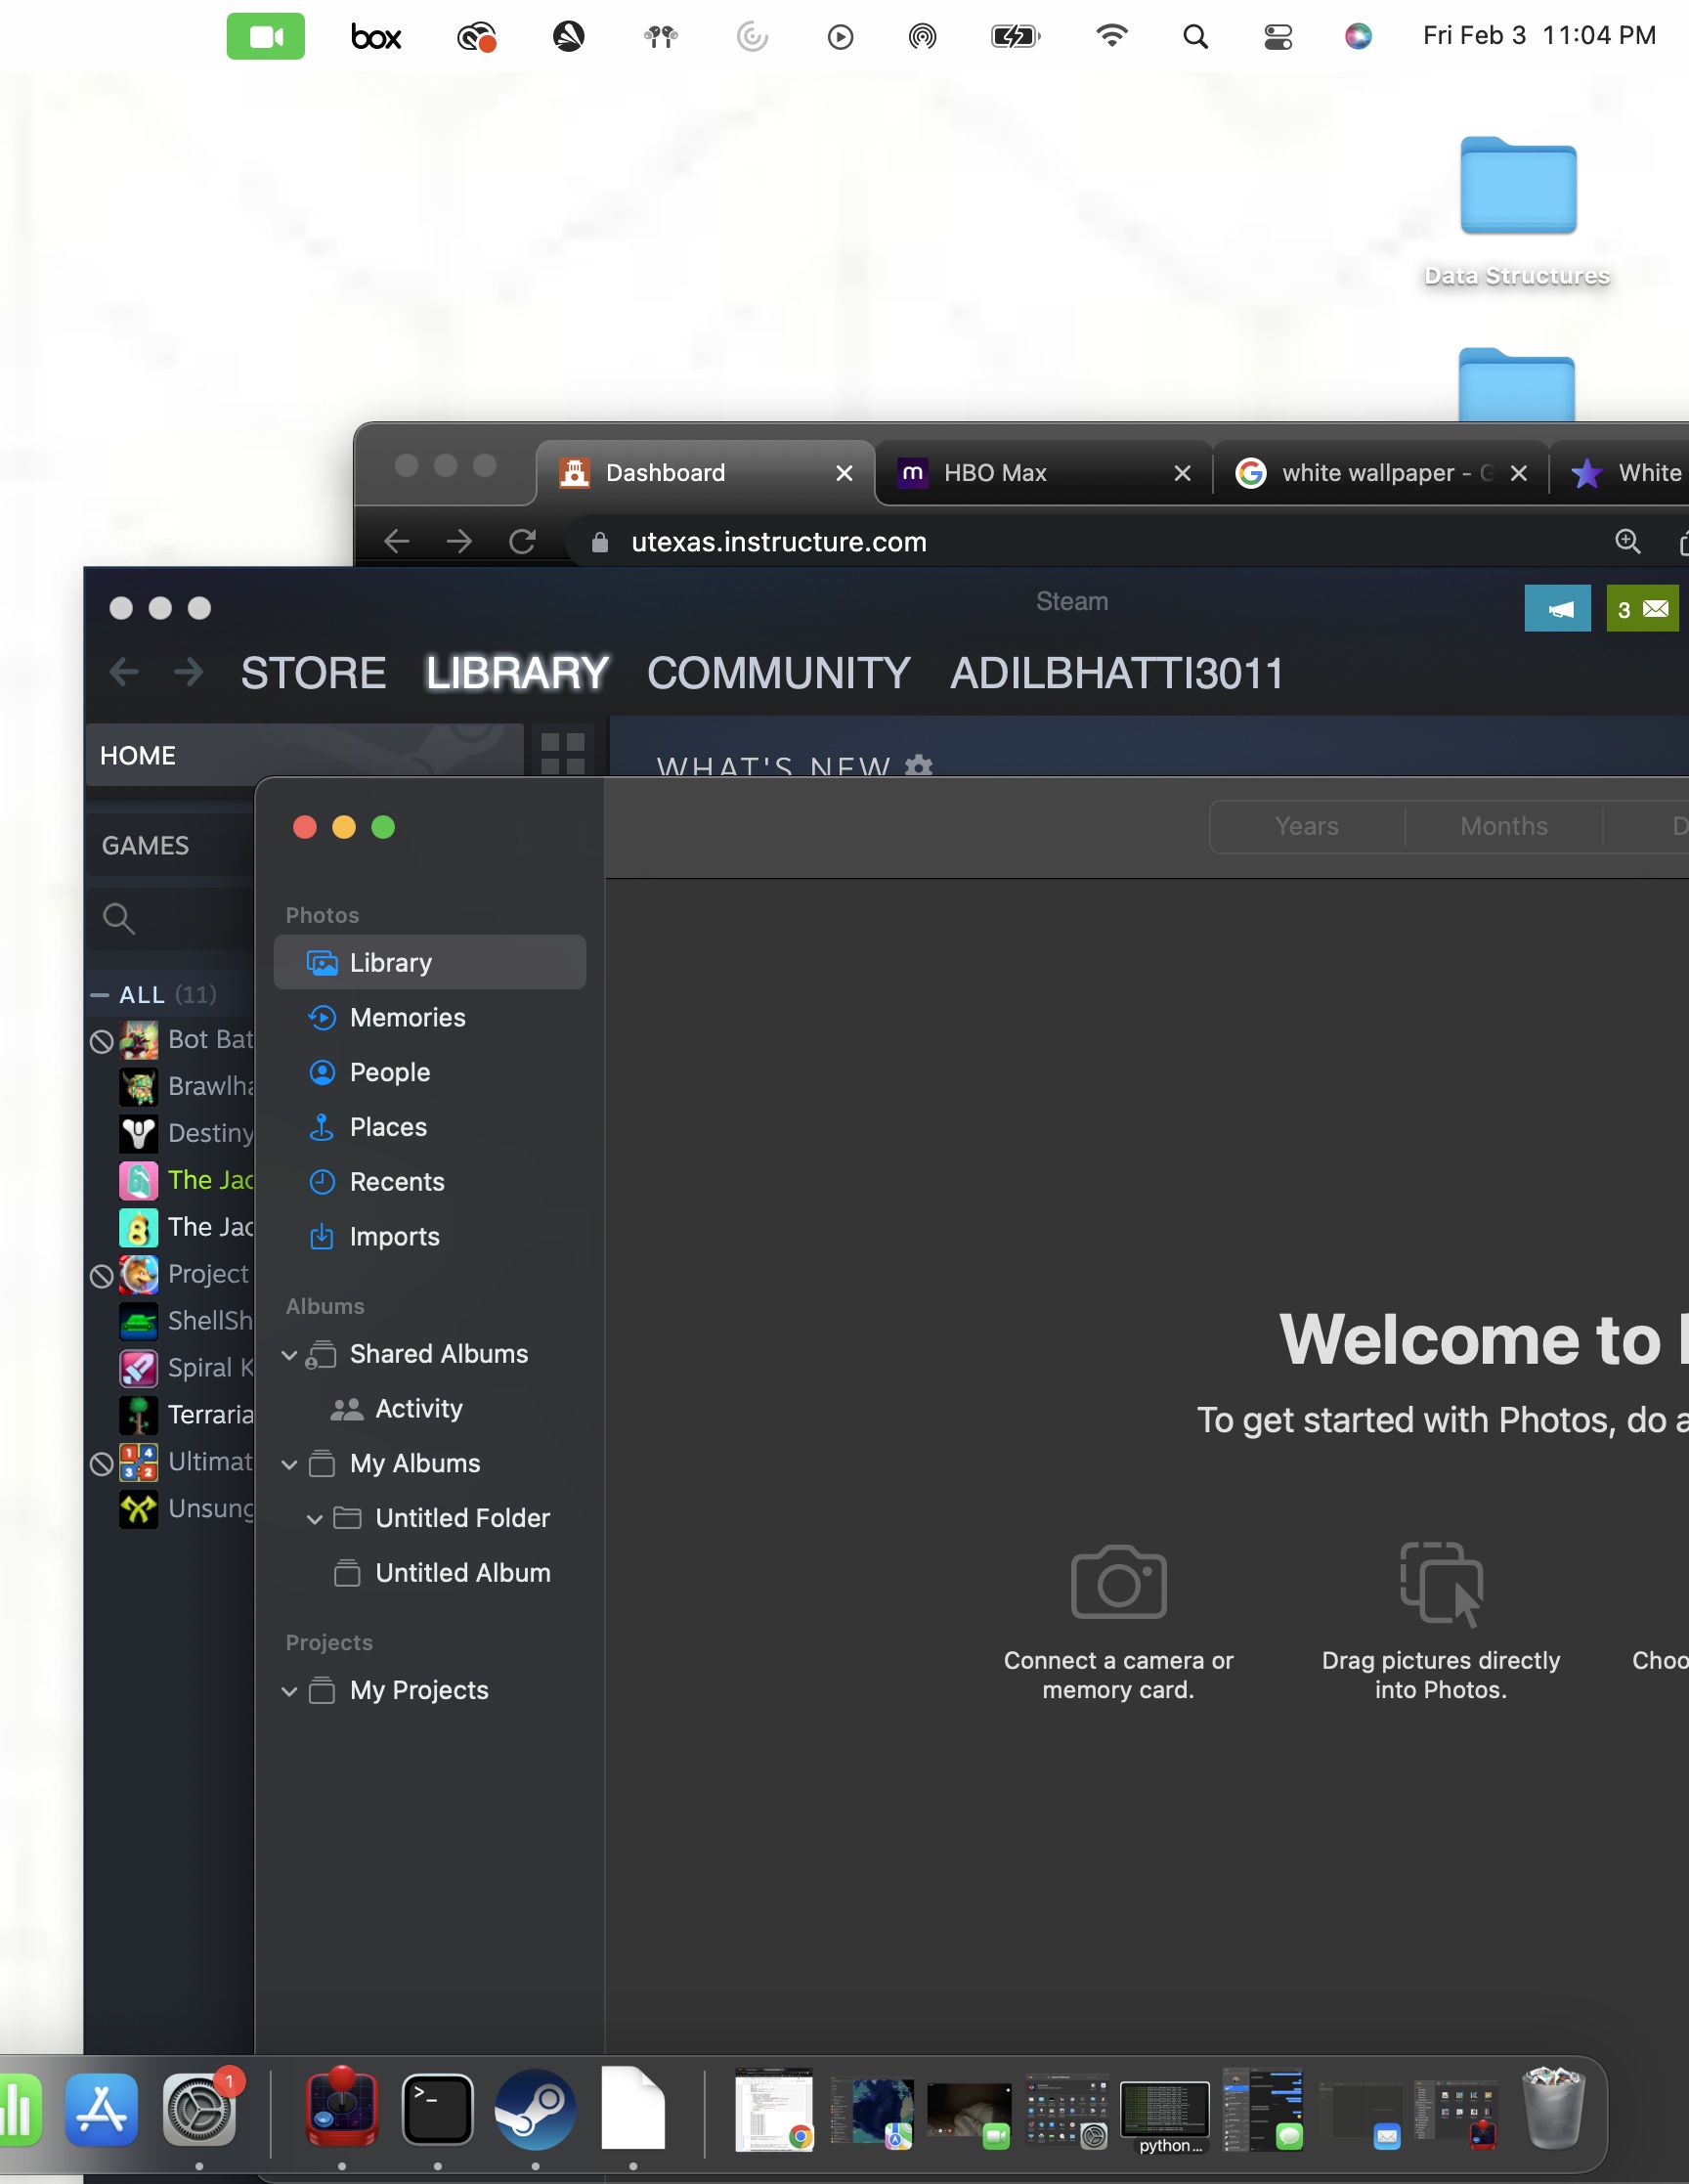 box
Fri Feb 3 11:04 PM
Data Structures
Dashboard
HBO Max
white wallpaper - G
White
utexas.instructure.com
Steam
3
STORE LIBRARY COMMUNITY ADILBHATTI3011
HOME
WHAT'S NEW
GAMES
Years
Months
D
ALL (11)
Bot Bat
Brawlha
Destiny
The Jac
The Jac
Project
ShellSh
Spiral K
Terraria
Ultimat
Unsung
Photos
Library
Memories
People
Places
Recents
Imports
Albums
Shared Albums
Activity
My Albums
Untitled Folder
Untitled Album
Projects
My Projects
Welcome to
To get started with Photos, do a
Connect a camera or
memory card.
Drag pictures directly
into Photos.
Choo
1
python...